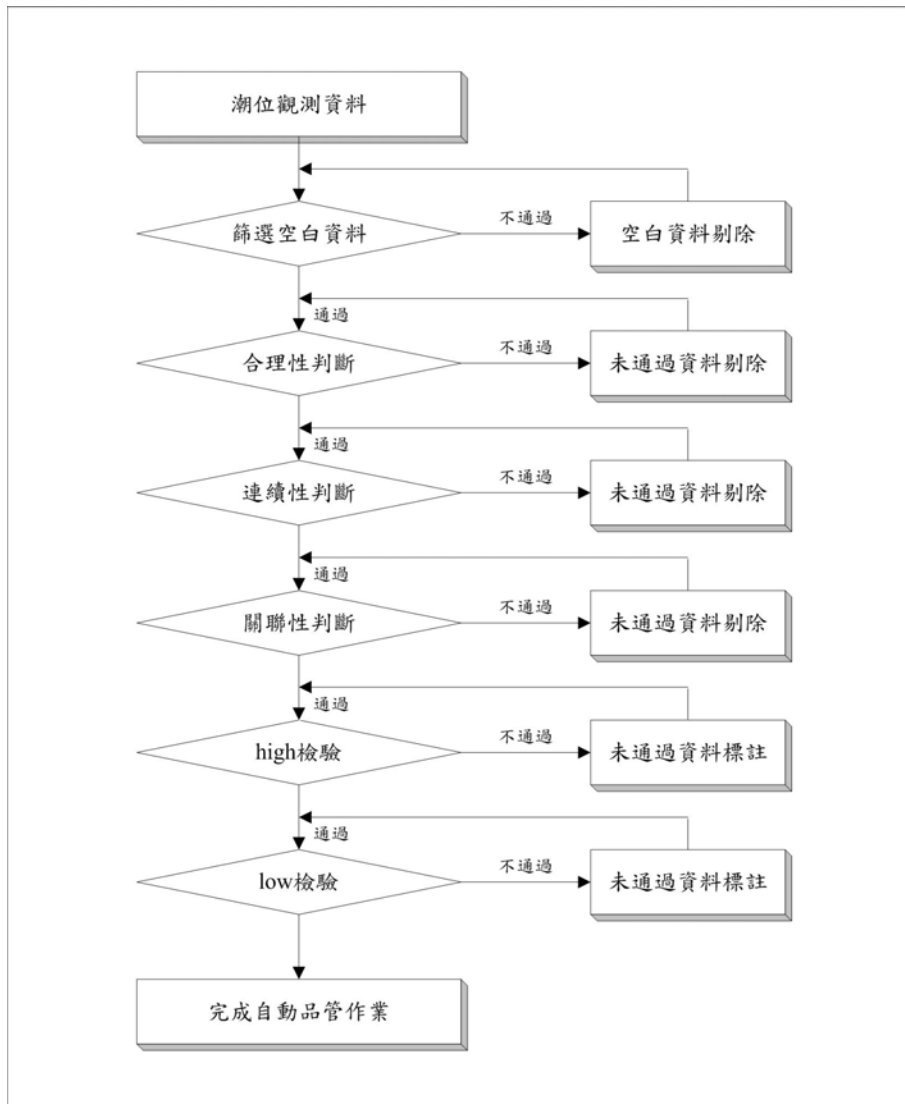 潮位觀測資料
篩選空白資料
不通過
空白資料剔除
通過
合理性判斷
不通過
未通過資料剔除
通過
連續性判斷
不通過
未通過資料剔除
通過
關聯性判斷
不通過
未通過資料剔除
通過
high檢驗
不通過
未通過資料標註
通過
low檢驗
不通過
未通過資料標註
完成自動品管作業